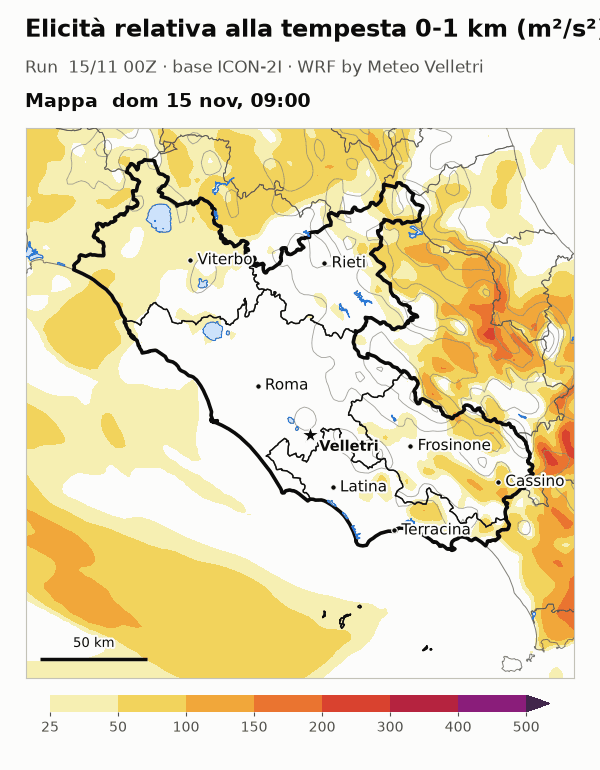 Elicità relativa alla tempesta 0-1 km (m²/s²)
Run 15/11 00Z · base ICON-2I · WRF by Meteo Velletri
Mappa dom 15 nov, 09:00
Viterbo
Rieti
Roma
Velletri
Frosinone
Cassino
Latina
Terracina
50 km
25 50 100 150 200 300 400 500